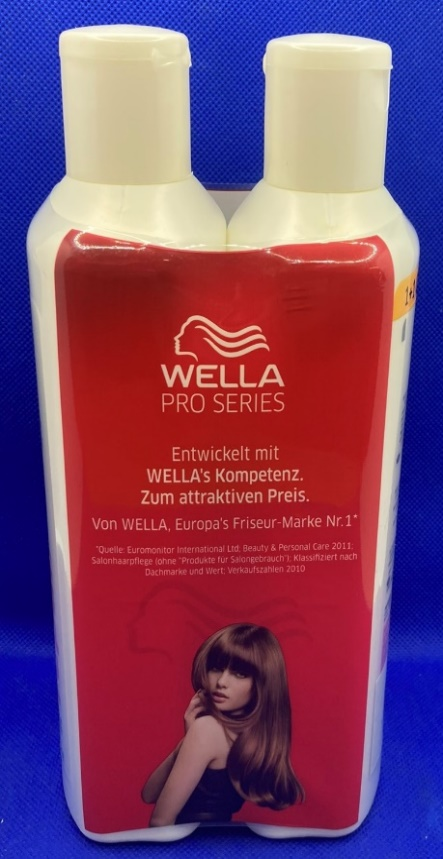 WELLA
PRO SERIES
Entwickelt mit
WELLA's Kompetenz.
Zum attraktiven Preis.
Von WELLA, Europa's Friseur-Marke Nr.1*
*Quelle: Euromonitor International Ltd; Beauty & Personal Care 2011;
Salonhaarpflege (ohne "Produkte für Salongebrauch"); Klassifiziert nach
Dachmarke und Wert; Verkaufszahlen 2010